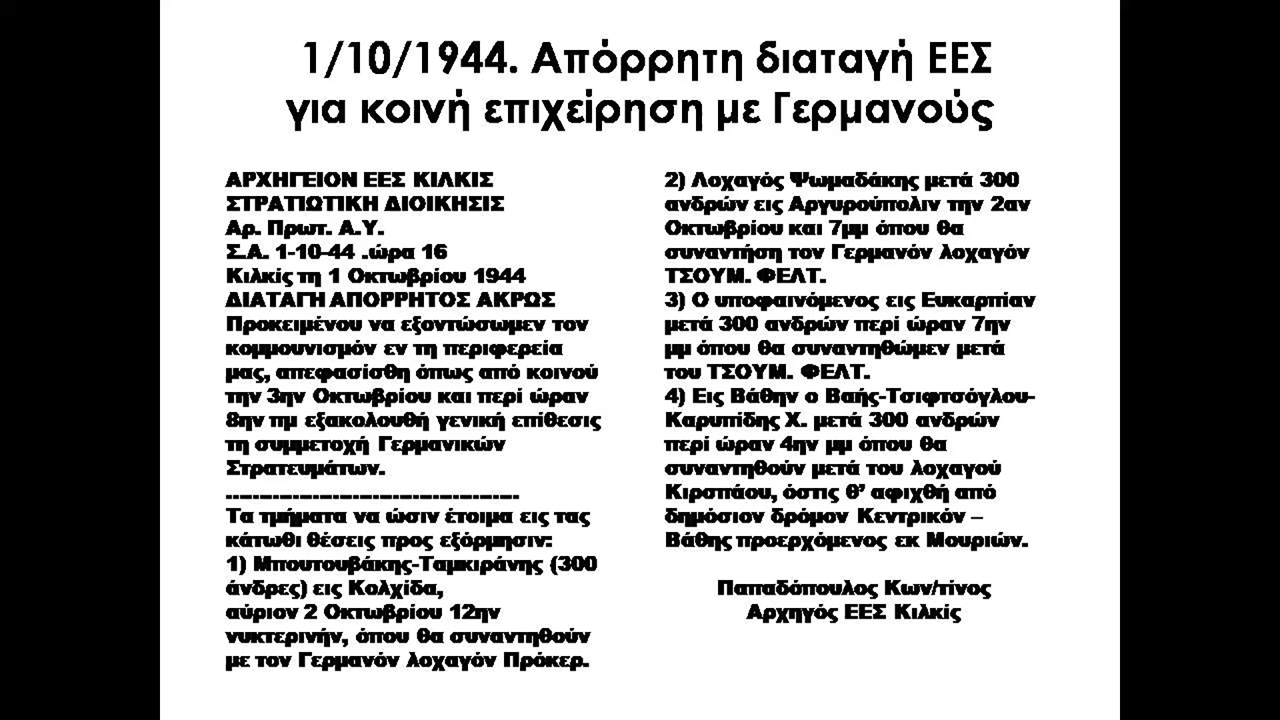 1/10/1944. Απόρρητη διαταγή ΕΕΣ
για κοινή επιχείρηση με Γερμανούς
ΑΡΧΗΓΕΙΟΝ ΕΕΣ ΚΙΛΚΙΣ
ΣΤΡΑΤΙΩΤΙΚΗ ΔΙΟΙΚΗΣΙΣ
Αρ. Πρωτ. Α.Υ.
Σ.Α. 1-10-44 .ώρα 16
Κιλκίς τη 1 Οκτωβρίου 1944
ΔΙΑΤΑΓΗ ΑΠΟΡΡΗΤΟΣ ΑΚΡΩΣ
Προκειμένου να εξοντώσωμεν τον
κομμουνισμόν εν τη περιφερεία
μας, απεφασίσθη όπως από κοινού
την 3ην Οκτωβρίου και περί ώραν
8ην πμ εξακολουθή γενική επίθεσις
τη συμμετοχή Γερμανικών
Στρατευμάτων.
............................................
Τα τμήματα να ώσιν έτοιμα εις τας
κάτωθι θέσεις προς εξόρμησιν:
1) Μπουτουβάκης-Ταμκιράνης (300
άνδρες) εις Κολχίδα,
αύριον 2 Οκτωβρίου 12ην
νυκτερινήν, όπου θα συναντηθούν
με τον Γερμανόν λοχαγόν Πρόκερ.
2) Λοχαγός Ψωμαδάκης μετά 300
ανδρών εις Αργυρούπολιν την 2αν
Οκτωβρίου και 7μμ όπου θα
συναντήση τον Γερμανόν λοχαγόν
ΤΣΟΥΜ. ΦΕΛΤ.
3) Ο υποφαινόμενος εις Ευκαρπίαν
μετά 300 ανδρών περί ώραν 7ην
μμ όπου θα συναντηθώμεν μετά
του ΤΣΟΥΜ. ΦΕΛΤ.
4) Εις Βάθην ο Βαής-Τσιφτσόγλου-
Καρυπίδης Χ. μετά 300 ανδρών
περί ώραν 4ην μμ όπου θα
συναντηθούν μετά του λοχαγού
Κιρσπάου, όστις θ’ αφιχθή από
δημόσιον δρόμον Κεντρικόν –
Βάθης προερχόμενος εκ Μουριών.
Παπαδόπουλος Κων/τίνος
Αρχηγός ΕΕΣ Κιλκίς